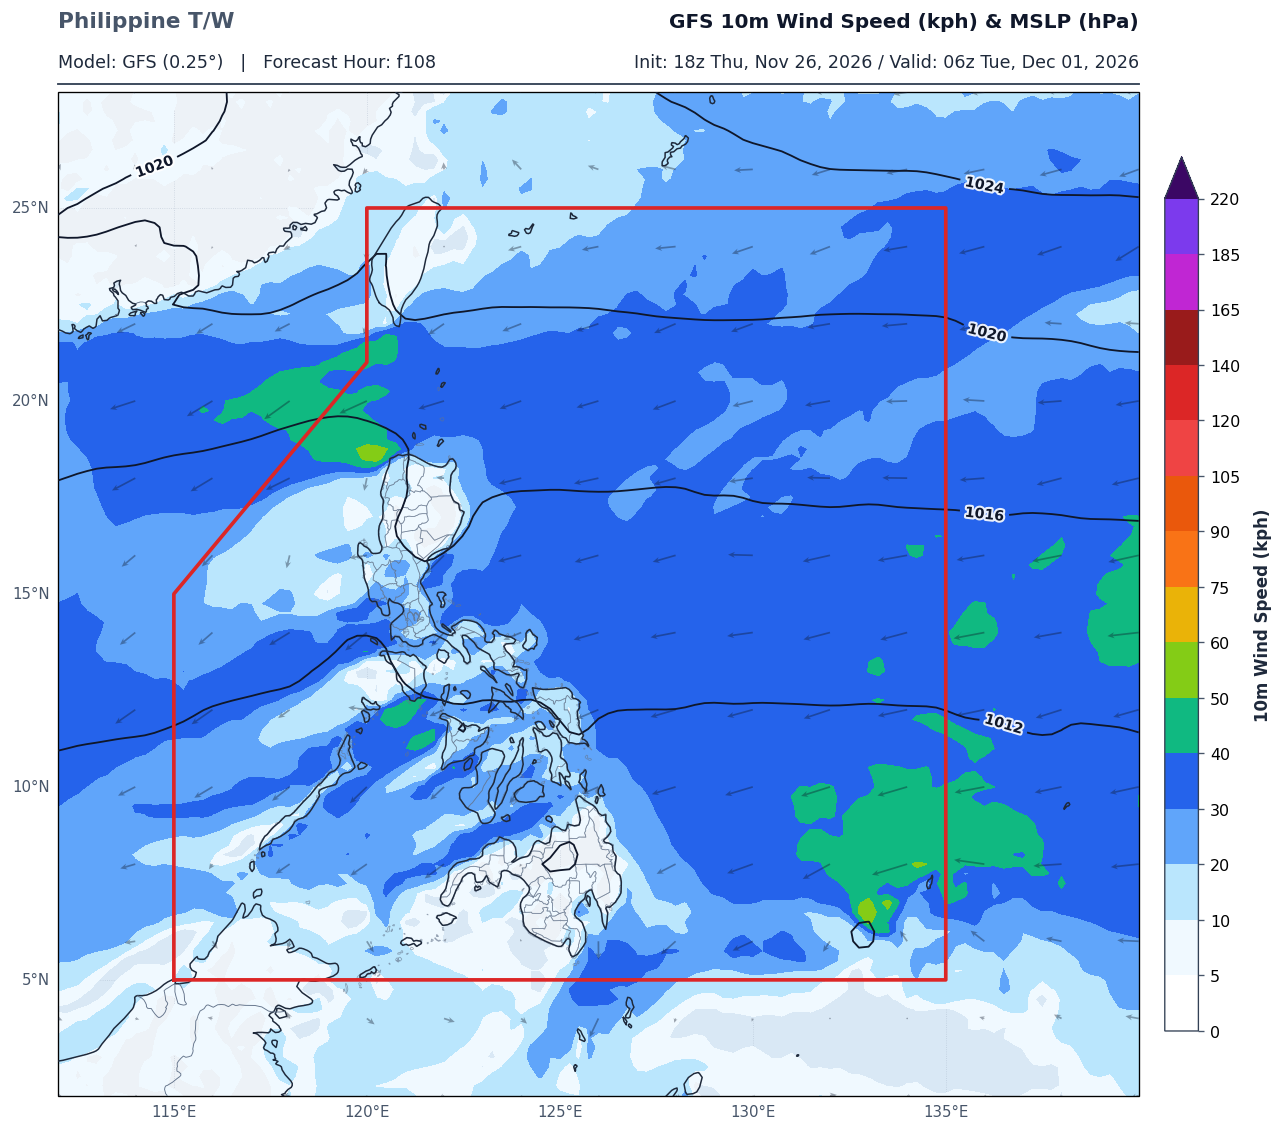 Philippine T/W
GFS 10m Wind Speed (kph) & MSLP (hPa)
Model: GFS (0.25°)   |   Forecast Hour: f108
Init: 18z Thu, Nov 26, 2026 / Valid: 06z Tue, Dec 01, 2026
1020
1024
25°N
1020
20°N
1016
15°N
1012
10°N
5°N
115°E
120°E
125°E
130°E
135°E
220
185
165
140
120
105
90
75
60
50
40
30
20
10
5
0
10m Wind Speed (kph)